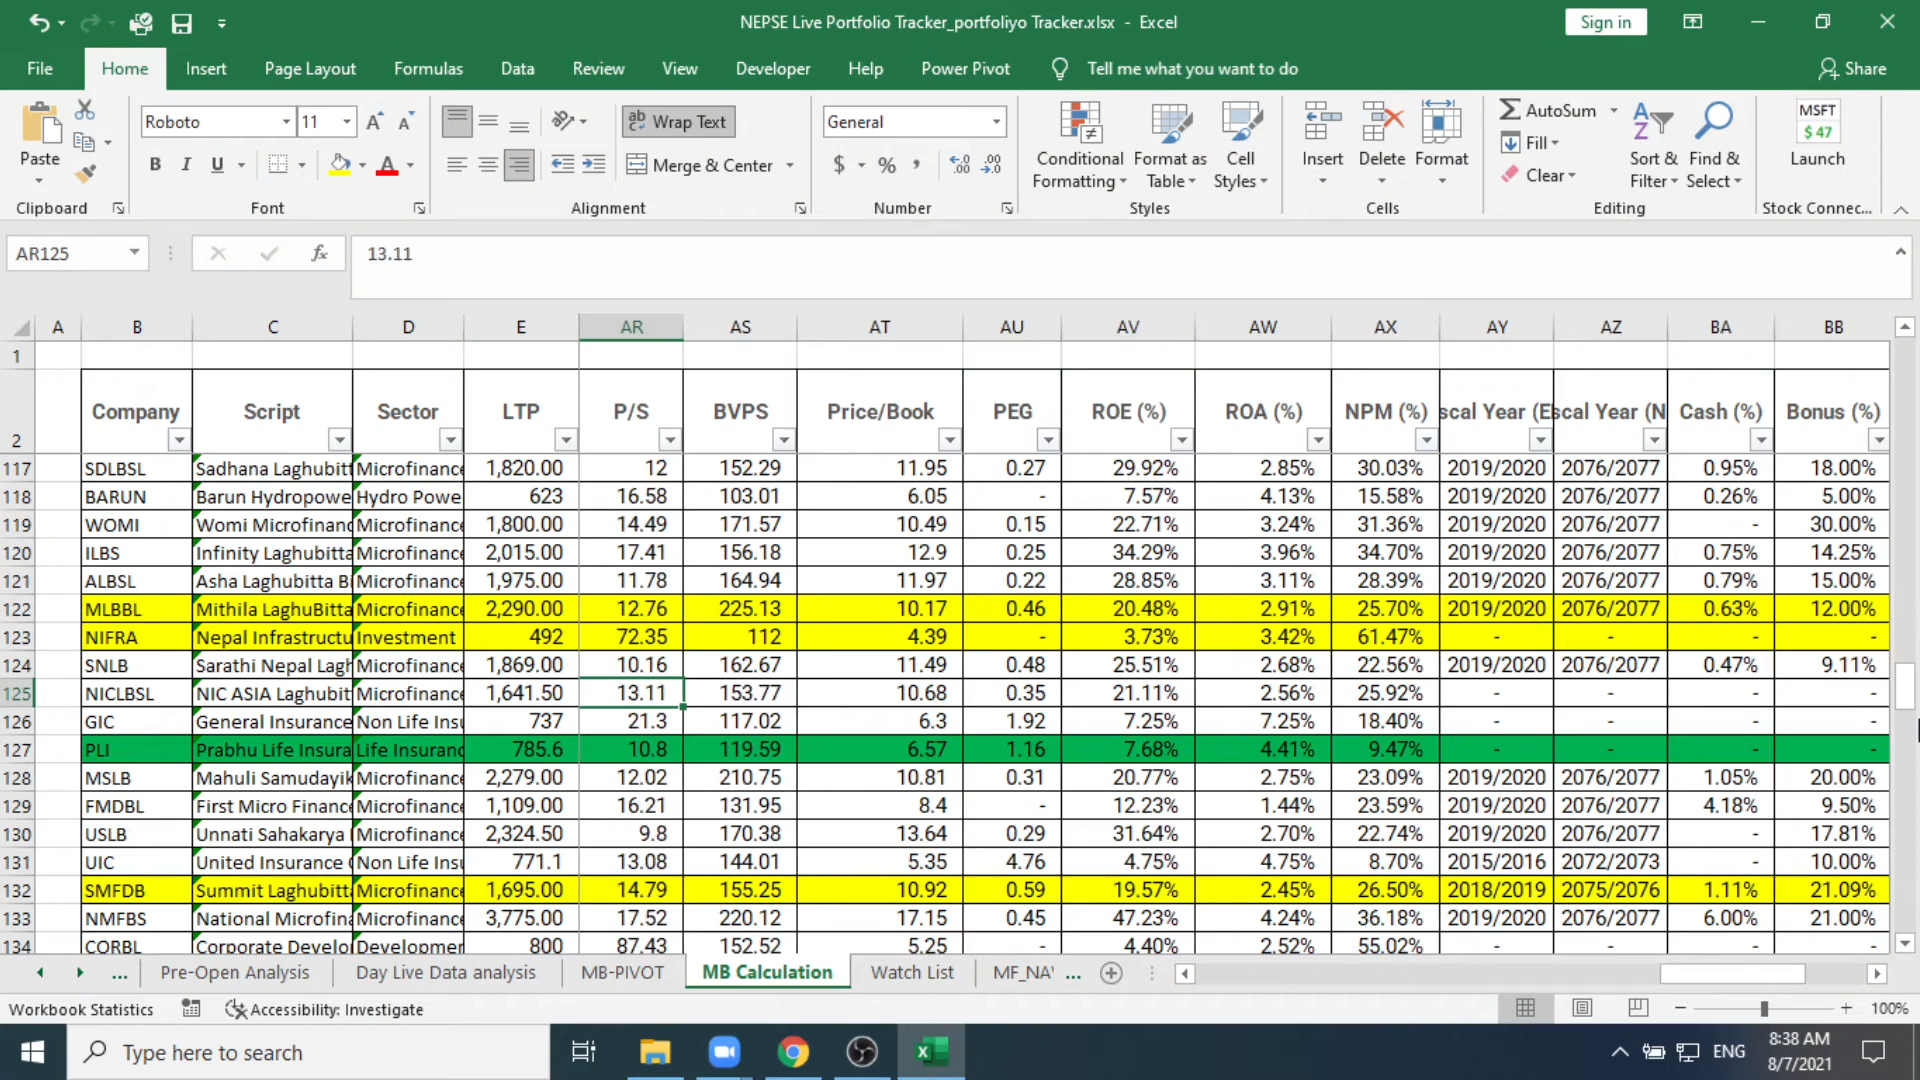 NEPSE Live Portfolio Tracker_portfoliyo Tracker.xlsx - Excel
Sign in
File Home Insert Page Layout Formulas Data Review View Developer Help Power Pivot Tell me what you want to do Share
Roboto 11 Wrap Text General AutoSum MSFT
$ 47
Paste B I U A Merge & Center $ % , Conditional Formatting Format as Table Cell Styles Insert Delete Format Fill Clear Sort & Filter Find & Select Launch
Clipboard Font Alignment Number Styles Cells Editing Stock Connec...
AR125 fx 13.11
A B C D E AR AS AT AU AV AW AX AY AZ BA BB
1
2 Company Script Sector LTP P/S BVPS Price/Book PEG ROE (%) ROA (%) NPM (%) scal Year (E scal Year (N Cash (%) Bonus (%)
117 SDLBSL Sadhana Laghubitt Microfinance 1,820.00 12 152.29 11.95 0.27 29.92% 2.85% 30.03% 2019/2020 2076/2077 0.95% 18.00%
118 BARUN Barun Hydropowe Hydro Powe 623 16.58 103.01 6.05 - 7.57% 4.13% 15.58% 2019/2020 2076/2077 0.26% 5.00%
119 WOMI Womi Microfinanc Microfinance 1,800.00 14.49 171.57 10.49 0.15 22.71% 3.24% 31.36% 2019/2020 2076/2077 - 30.00%
120 ILBS Infinity Laghubitta Microfinance 2,015.00 17.41 156.18 12.9 0.25 34.29% 3.96% 34.70% 2019/2020 2076/2077 0.75% 14.25%
121 ALBSL Asha Laghubitta B Microfinance 1,975.00 11.78 164.94 11.97 0.22 28.85% 3.11% 28.39% 2019/2020 2076/2077 0.79% 15.00%
122 MLBBL Mithila LaghuBitta Microfinance 2,290.00 12.76 225.13 10.17 0.46 20.48% 2.91% 25.70% 2019/2020 2076/2077 0.63% 12.00%
123 NIFRA Nepal Infrastructu Investment 492 72.35 112 4.39 - 3.73% 3.42% 61.47% - - - -
124 SNLB Sarathi Nepal Lagh Microfinance 1,869.00 10.16 162.67 11.49 0.48 25.51% 2.68% 22.56% 2019/2020 2076/2077 0.47% 9.11%
125 NICLBSL NIC ASIA Laghubit Microfinance 1,641.50 13.11 153.77 10.68 0.35 21.11% 2.56% 25.92% - - - -
126 GIC General Insurance Non Life Insu 737 21.3 117.02 6.3 1.92 7.25% 7.25% 18.40% - - - -
127 PLI Prabhu Life Insura Life Insuranc 785.6 10.8 119.59 6.57 1.16 7.68% 4.41% 9.47% - - - -
128 MSLB Mahuli Samudayik Microfinance 2,279.00 12.02 210.75 10.81 0.31 20.77% 2.75% 23.09% 2019/2020 2076/2077 1.05% 20.00%
129 FMDBL First Micro Finance Microfinance 1,109.00 16.21 131.95 8.4 - 12.23% 1.44% 23.59% 2019/2020 2076/2077 4.18% 9.50%
130 USLB Unnati Sahakarya Microfinance 2,324.50 9.8 170.38 13.64 0.29 31.64% 2.70% 22.74% 2019/2020 2076/2077 - 17.81%
131 UIC United Insurance Non Life Insu 771.1 13.08 144.01 5.35 4.76 4.75% 4.75% 8.70% 2015/2016 2072/2073 - 10.00%
132 SMFDB Summit Laghubitta Microfinance 1,695.00 14.79 155.25 10.92 0.59 19.57% 2.45% 26.50% 2018/2019 2075/2076 1.11% 21.09%
133 NMFBS National Microfina Microfinance 3,775.00 17.52 220.12 17.15 0.45 47.23% 4.24% 36.18% 2019/2020 2076/2077 6.00% 21.00%
134 CORBL Corporate Develo Developmer 800 87.43 152.52 5.25 - 4.40% 2.52% 55.02% - - - -
... Pre-Open Analysis Day Live Data analysis MB-PIVOT MB Calculation Watch List MF_NAV ...
Workbook Statistics Accessibility: Investigate 100%
Type here to search ENG 8:38 AM
8/7/2021